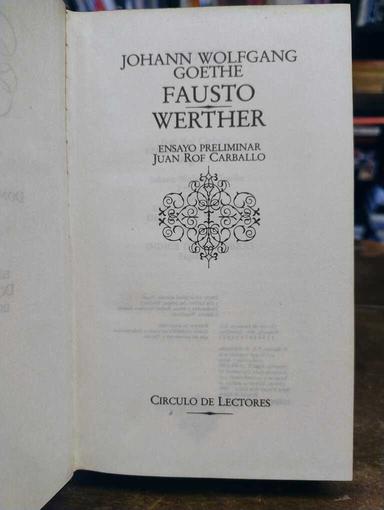 JOHANN WOLFGANG
GOETHE
FAUSTO
WERTHER
ENSAYO PRELIMINAR
JUAN ROF CARBALLO
CIRCULO DE LECTORES